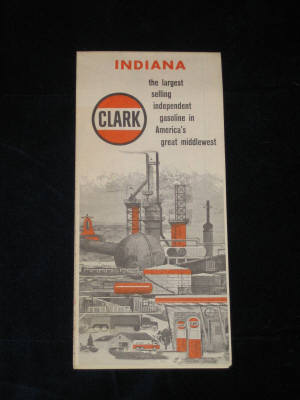 INDIANA
the largest
selling
independent
gasoline in
America's
great middlewest
CLARK